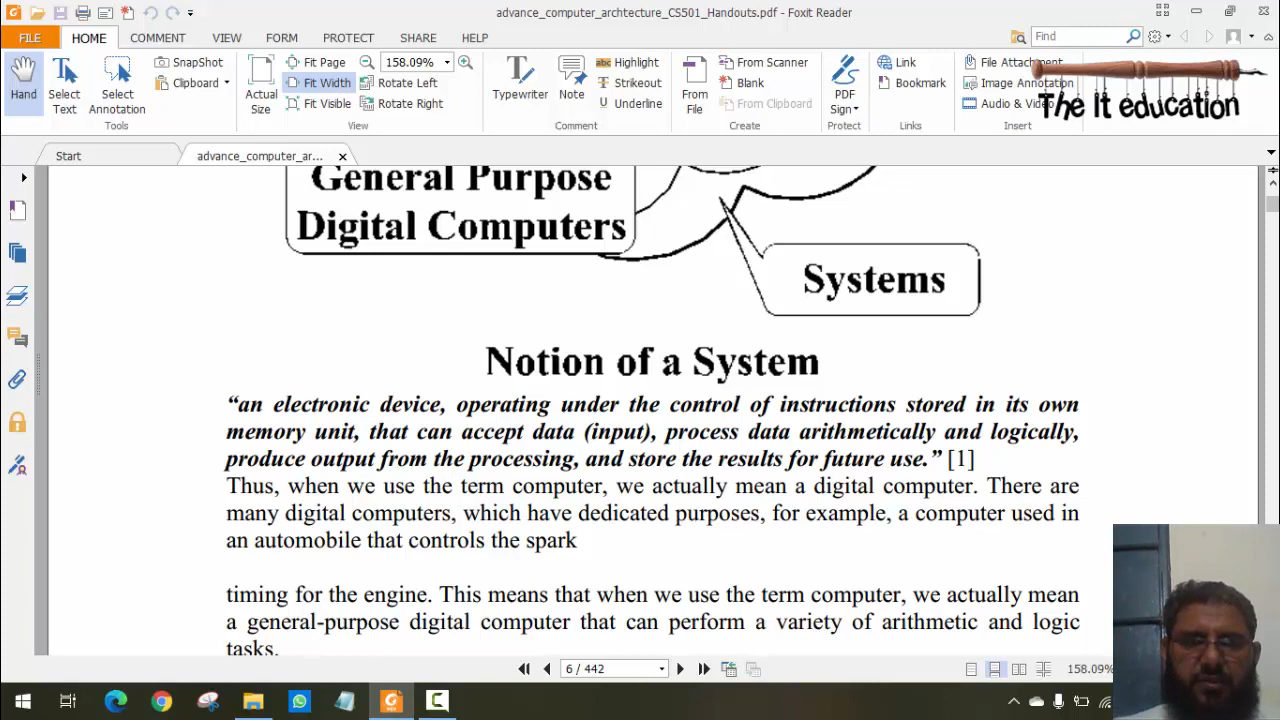 advance_computer_archtecture_CS501_Handouts.pdf - Foxit Reader
FILE HOME COMMENT VIEW FORM PROTECT SHARE HELP Find
Hand
Select Text
Select Annotation
SnapShot
Clipboard
Tools
Actual Size
Fit Page
Fit Width
Fit Visible
158.09%
Rotate Left
Rotate Right
View
Typewriter
Note
Highlight
Strikeout
Underline
Comment
From File
From Scanner
Blank
From Clipboard
Create
PDF Sign
Protect
Link
Bookmark
Links
File Attachment
Image Annotation
Audio & Video
Insert
The It education
Start advance_computer_ar...
General Purpose
Digital Computers
Systems
Notion of a System
“an electronic device, operating under the control of instructions stored in its own
memory unit, that can accept data (input), process data arithmetically and logically,
produce output from the processing, and store the results for future use.” [1]
Thus, when we use the term computer, we actually mean a digital computer. There are
many digital computers, which have dedicated purposes, for example, a computer used in
an automobile that controls the spark
timing for the engine. This means that when we use the term computer, we actually mean
a general-purpose digital computer that can perform a variety of arithmetic and logic
tasks.
6 / 442 158.09%